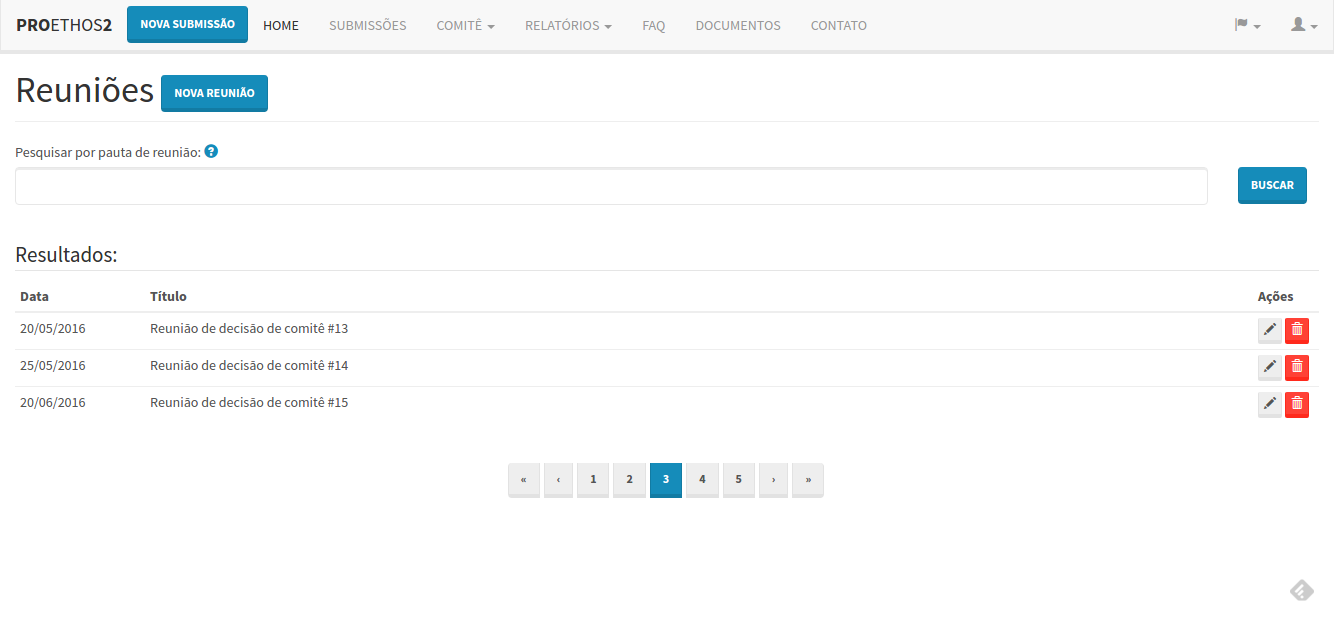 PROETHOS2 NOVA SUBMISSÃO HOME SUBMISSÕES COMITÊ RELATÓRIOS FAQ DOCUMENTOS CONTATO
Reuniões NOVA REUNIÃO
Pesquisar por pauta de reunião: ?
BUSCAR
Resultados:
Data Título Ações
20/05/2016 Reunião de decisão de comitê #13
25/05/2016 Reunião de decisão de comitê #14
20/06/2016 Reunião de decisão de comitê #15
« ‹ 1 2 3 4 5 › »